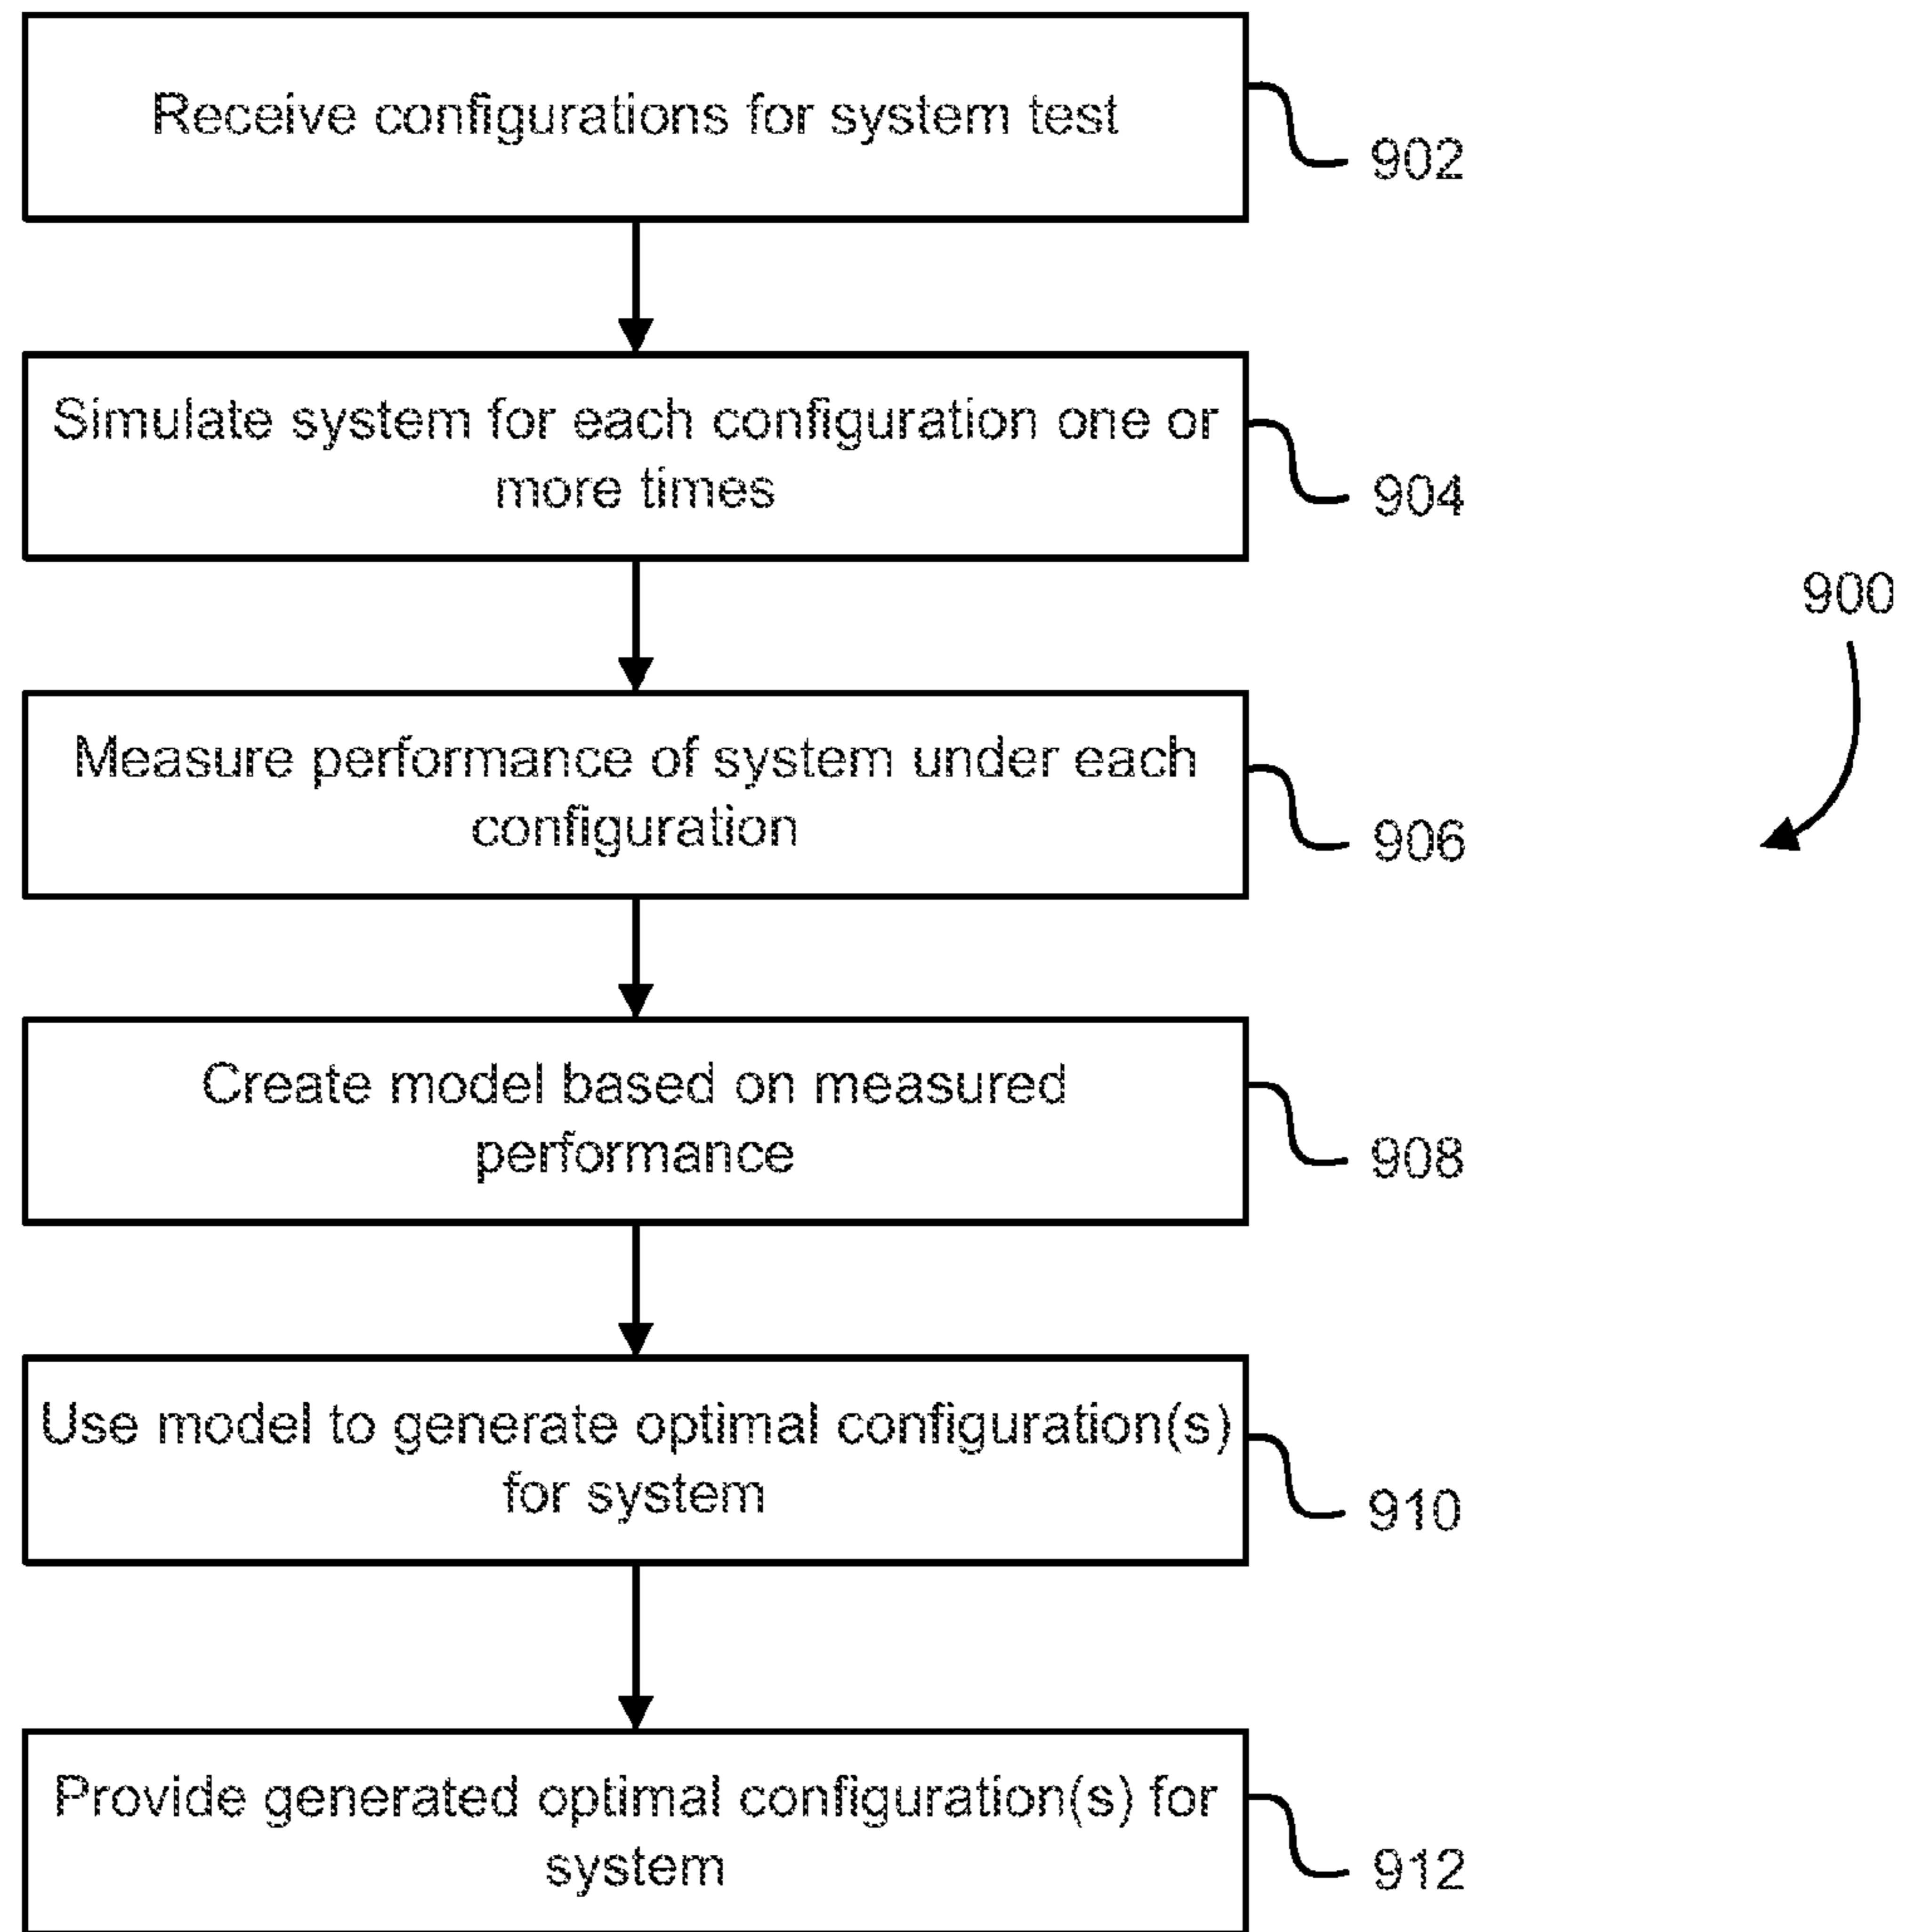 Receive configurations for system test
902
Simulate system for each configuration one or
more times
904
900
Measure performance of system under each
configuration
906
Create model based on measured
performance
908
Use model to generate optimal configuration(s)
for system
910
Provide generated optimal configuration(s) for
system
912